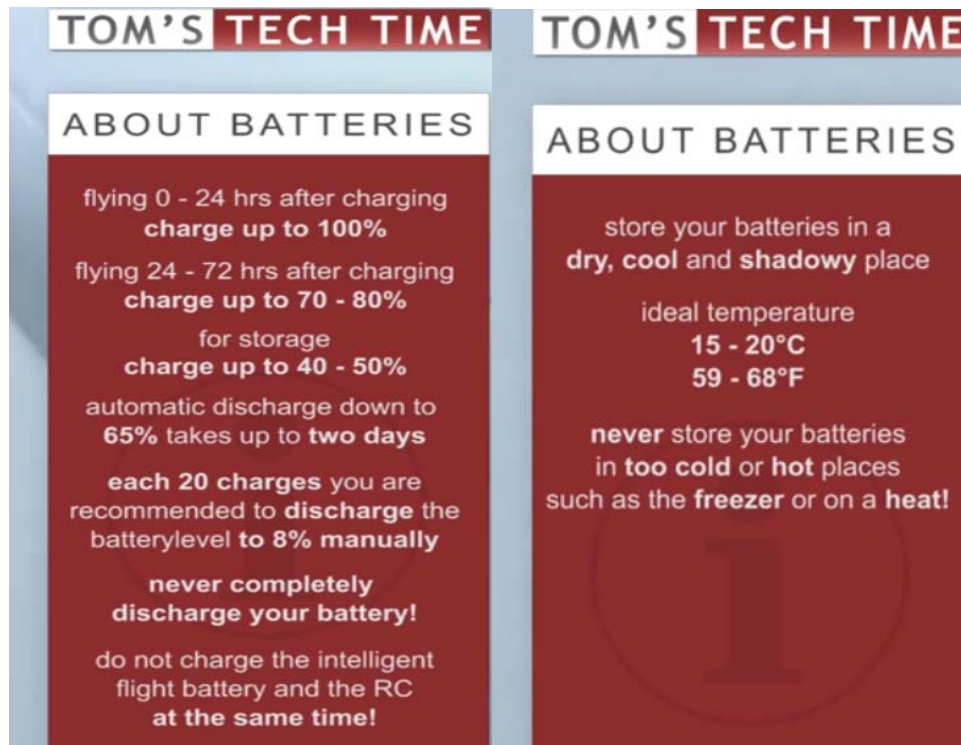 TOM'S TECH TIME
ABOUT BATTERIES
flying 0 - 24 hrs after charging
charge up to 100%
flying 24 - 72 hrs after charging
charge up to 70 - 80%
for storage
charge up to 40 - 50%
automatic discharge down to
65% takes up to two days
each 20 charges you are
recommended to discharge the
batterylevel to 8% manually
never completely
discharge your battery!
do not charge the intelligent
flight battery and the RC
at the same time!
TOM'S TECH TIME
ABOUT BATTERIES
store your batteries in a
dry, cool and shadowy place
ideal temperature
15 - 20°C
59 - 68°F
never store your batteries
in too cold or hot places
such as the freezer or on a heat!